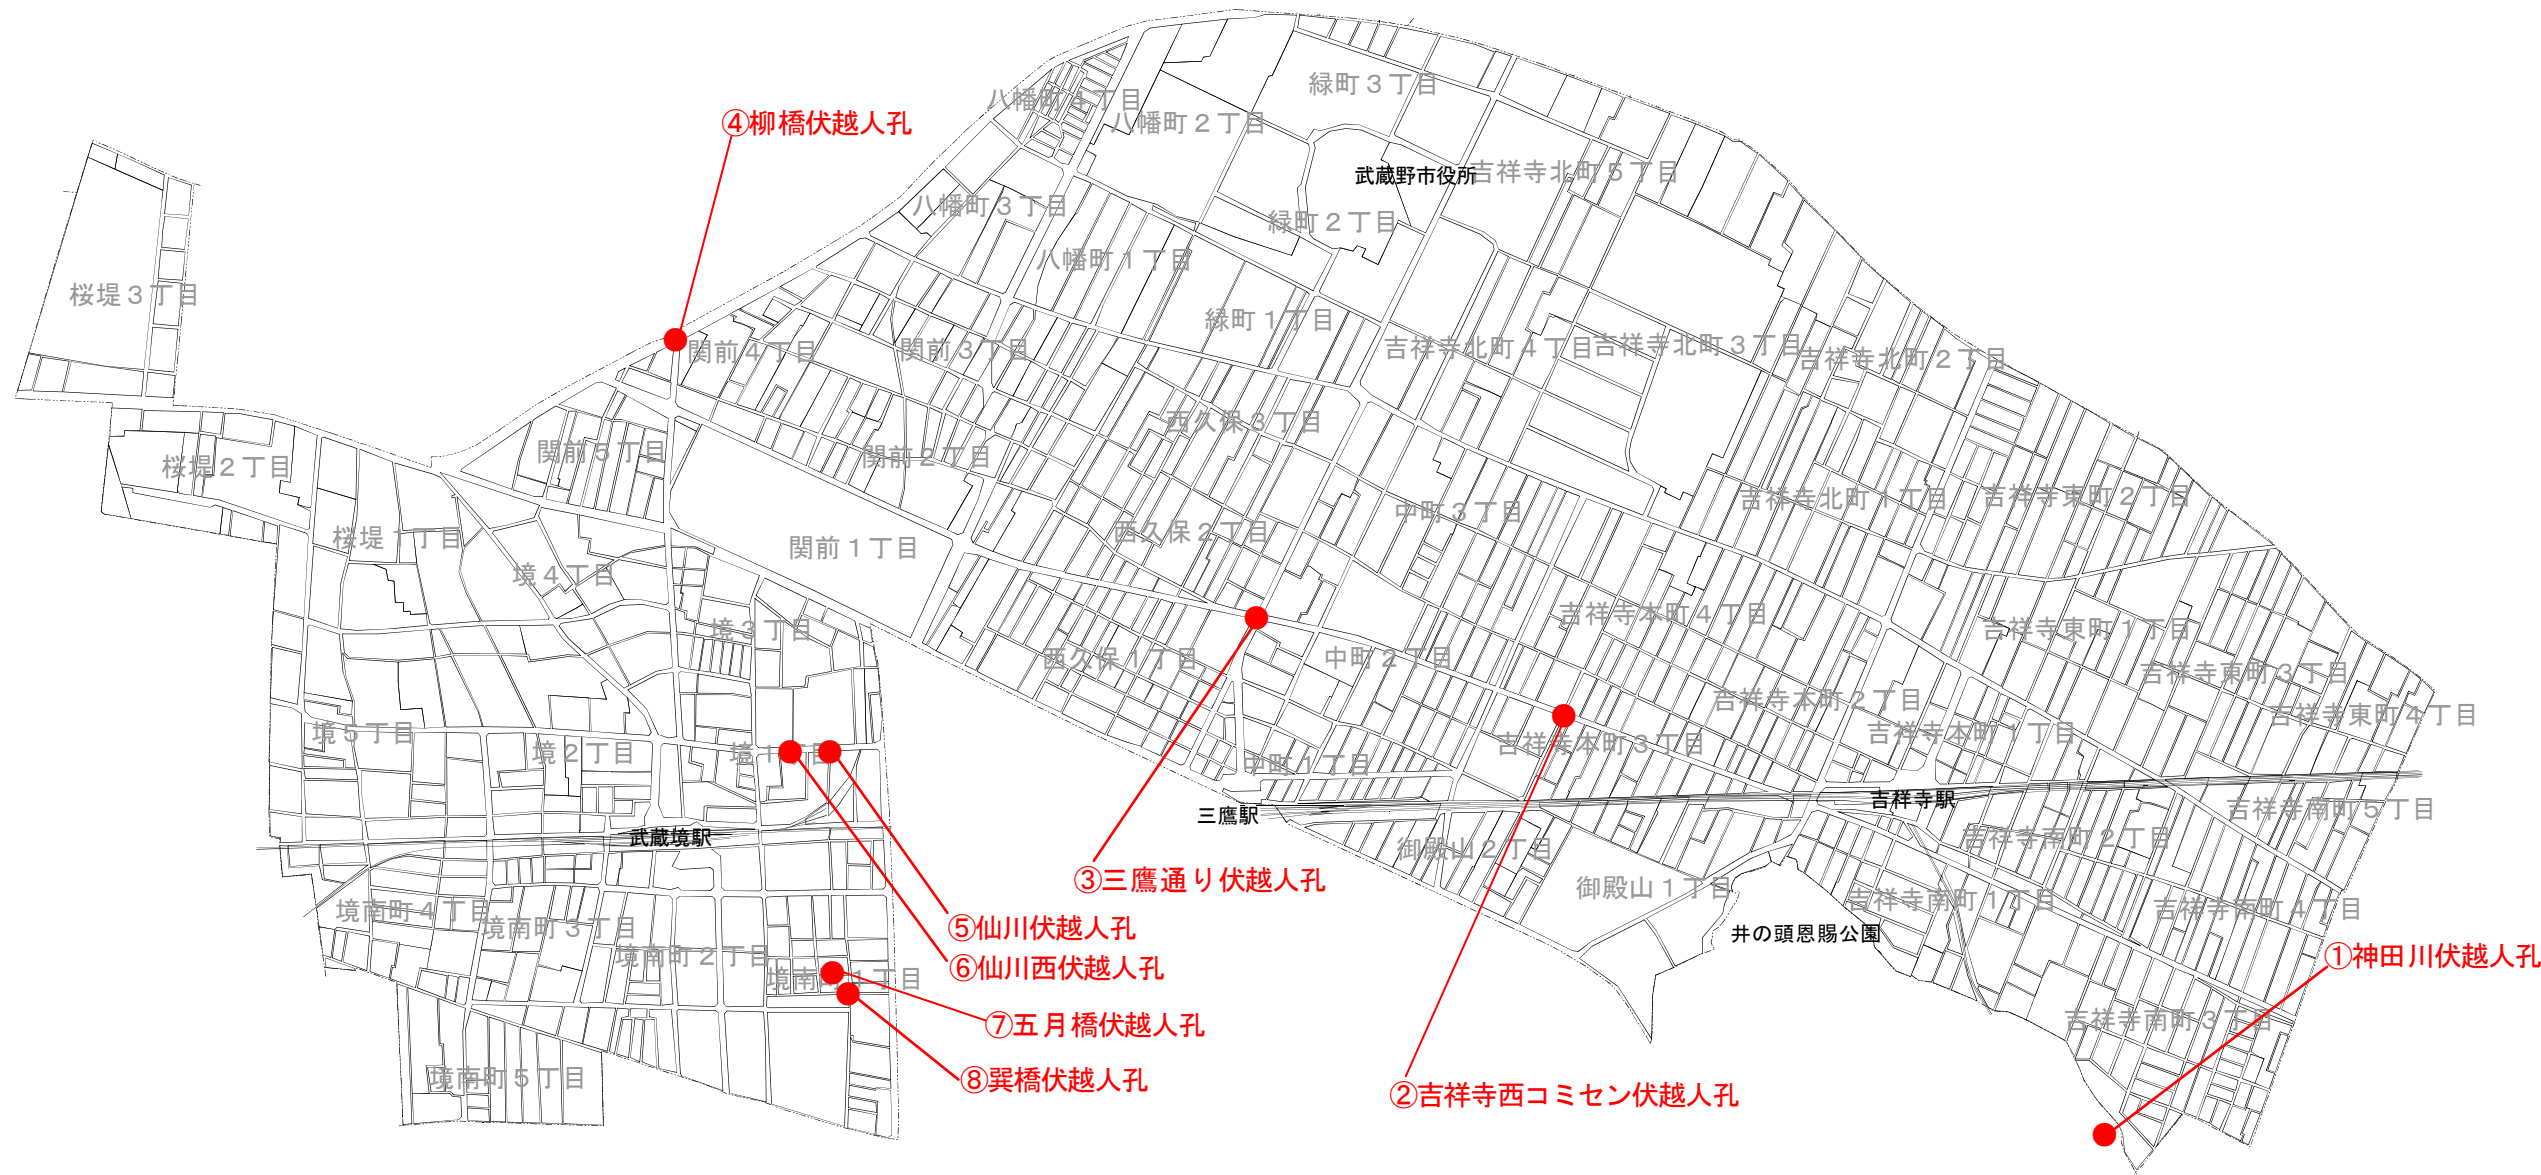 緑町３丁目
八幡町４丁目
④柳橋伏越人孔
八幡町２丁目
武蔵野市役所
吉祥寺北町５丁目
八幡町３丁目
緑町２丁目
八幡町１丁目
桜堤３丁目
緑町１丁目
関前４丁目
関前３丁目
吉祥寺北町４丁目
吉祥寺北町３丁目
吉祥寺北町２丁目
西久保３丁目
関前５丁目
関前２丁目
桜堤２丁目
中町３丁目
吉祥寺北町１丁目
吉祥寺東町２丁目
桜堤１丁目
西久保２丁目
関前１丁目
境４丁目
吉祥寺本町４丁目
境３丁目
吉祥寺東町１丁目
西久保１丁目
中町２丁目
吉祥寺東町３丁目
吉祥寺本町２丁目
吉祥寺東町４丁目
境５丁目
境２丁目
境１丁目
吉祥寺本町３丁目
吉祥寺本町１丁目
中町１丁目
三鷹駅
吉祥寺駅
吉祥寺南町５丁目
武蔵境駅
御殿山２丁目
吉祥寺南町２丁目
③三鷹通り伏越人孔
御殿山１丁目
吉祥寺南町１丁目
境南町４丁目
境南町３丁目
吉祥寺南町４丁目
⑤仙川伏越人孔
井の頭恩賜公園
境南町２丁目
①神田川伏越人孔
⑥仙川西伏越人孔
境南町１丁目
⑦五月橋伏越人孔
吉祥寺南町３丁目
境南町５丁目
⑧巽橋伏越人孔
②吉祥寺西コミセン伏越人孔